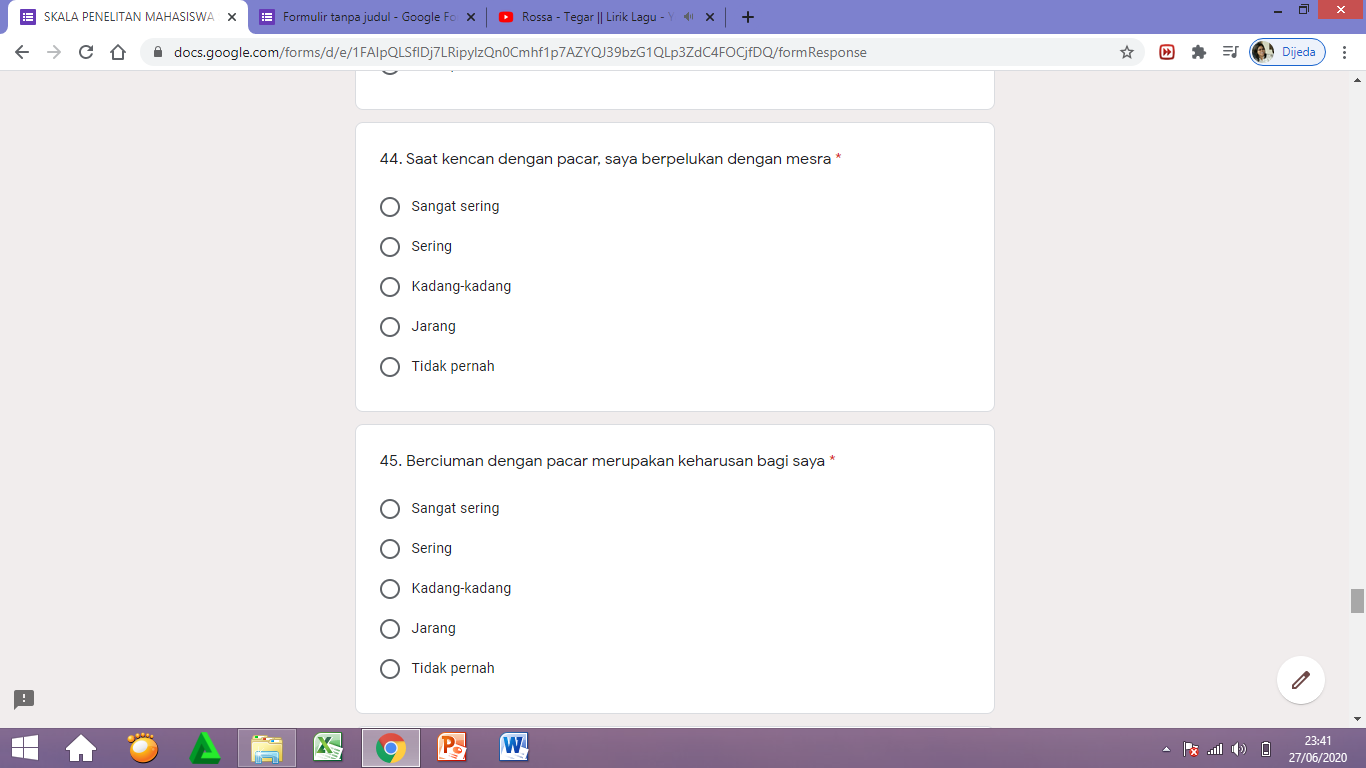 SKALA PENELITAN MAHASISWA
Formulir tanpa judul - Google Fo
Rossa - Tegar || Lirik Lagu - Y
docs.google.com/forms/d/e/1FAIpQLSfIDj7LRipylzQn0Cmhf1p7AZYQJ39bzG1QLp3ZdC4FOCjfDQ/formResponse
Dijeda
44. Saat kencan dengan pacar, saya berpelukan dengan mesra *
Sangat sering
Sering
Kadang-kadang
Jarang
Tidak pernah
45. Berciuman dengan pacar merupakan keharusan bagi saya *
Sangat sering
Sering
Kadang-kadang
Jarang
Tidak pernah
23:41
27/06/2020